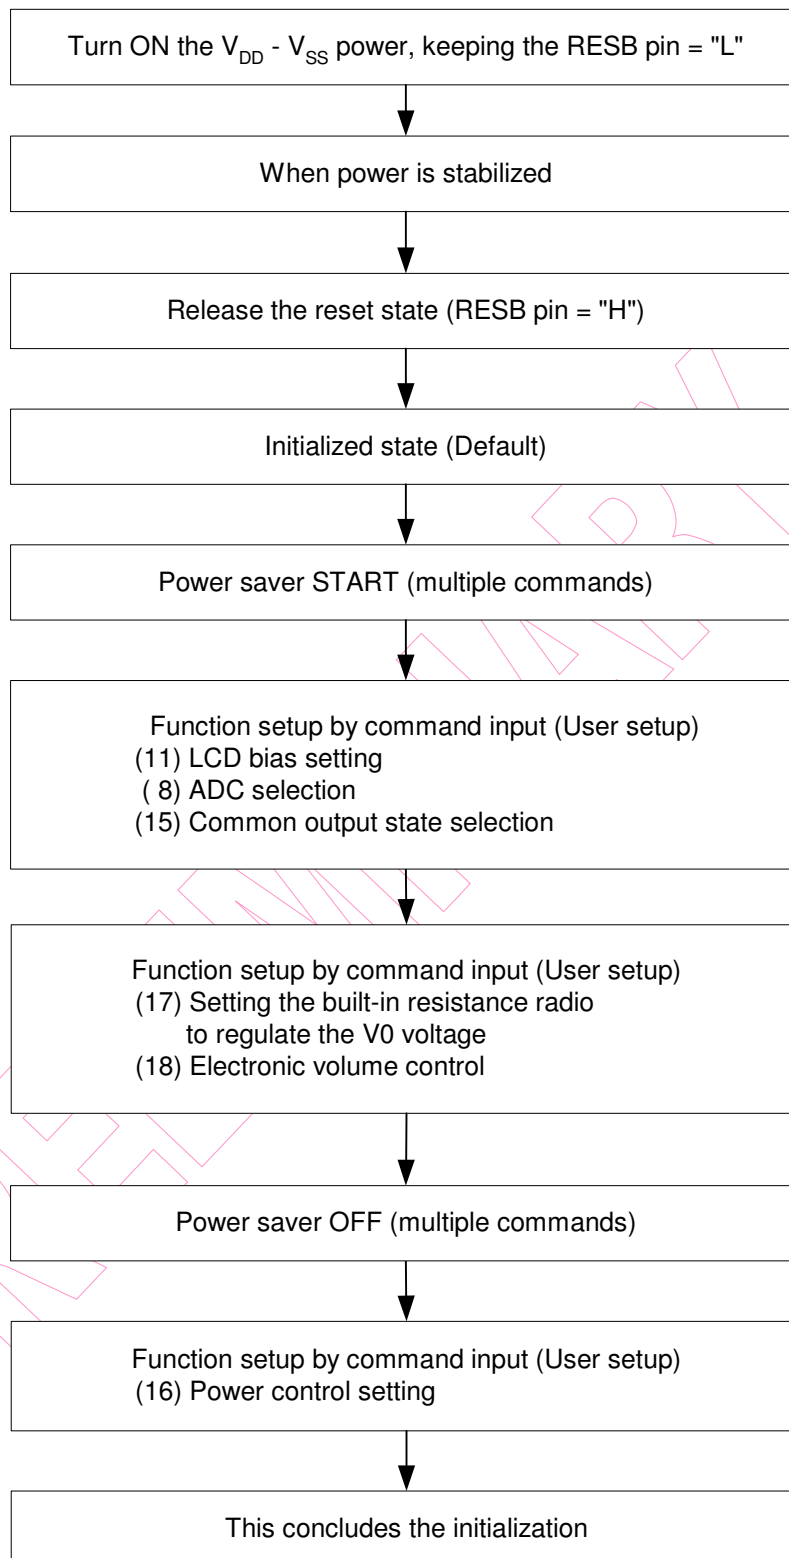 Turn ON the VDD - VSS power, keeping the RESB pin = "L"
When power is stabilized
Release the reset state (RESB pin = "H")
Initialized state (Default)
Power saver START (multiple commands)
Function setup by command input (User setup)
(11) LCD bias setting
( 8) ADC selection
(15) Common output state selection
Function setup by command input (User setup)
(17) Setting the built-in resistance radio
to regulate the V0 voltage
(18) Electronic volume control
Power saver OFF (multiple commands)
Function setup by command input (User setup)
(16) Power control setting
This concludes the initialization